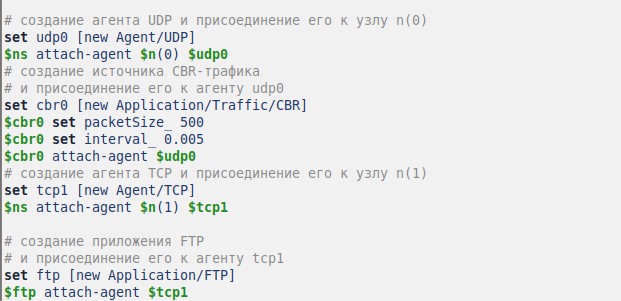 # создание агента UDP и присоединение его к узлу n(0)
set udp0 [new Agent/UDP]
$ns attach-agent $n(0) $udp0
# создание источника CBR-трафика
# и присоединение его к агенту udp0
set cbr0 [new Application/Traffic/CBR]
$cbr0 set packetSize_ 500
$cbr0 set interval_ 0.005
$cbr0 attach-agent $udp0
# создание агента TCP и присоединение его к узлу n(1)
set tcp1 [new Agent/TCP]
$ns attach-agent $n(1) $tcp1
# создание приложения FTP
# и присоединение его к агенту tcp1
set ftp [new Application/FTP]
$ftp attach-agent $tcp1